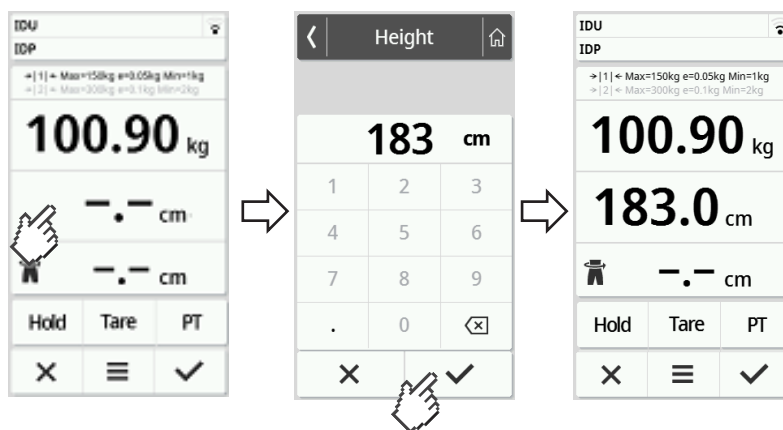 IDU
IDP
→|1|← Max=150kg e=0.05kg Min=1kg
→|2|← Max=300kg e=0.1kg Min=2kg
100.90 kg
–.– cm
–.– cm
Hold Tare PT
Height
183 cm
1 2 3
4 5 6
7 8 9
. 0
IDU
IDP
→|1|← Max=150kg e=0.05kg Min=1kg
→|2|← Max=300kg e=0.1kg Min=2kg
100.90 kg
183.0 cm
–.– cm
Hold Tare PT